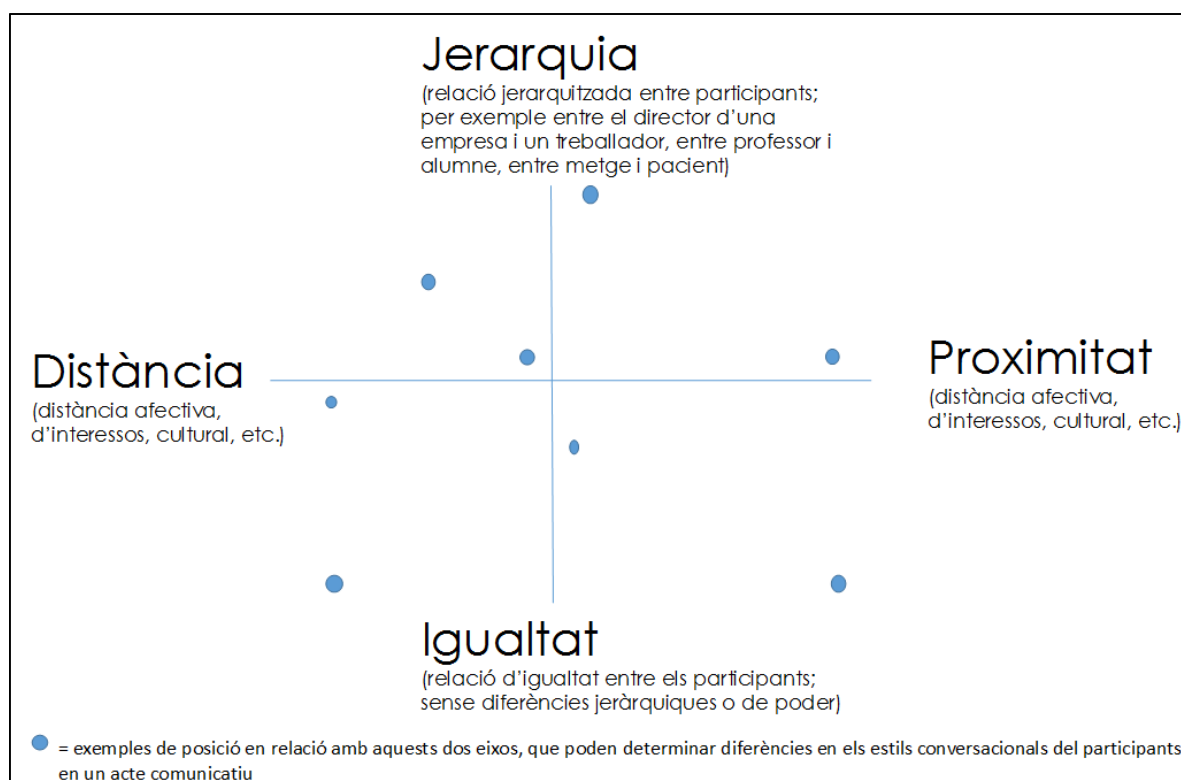 Jerarquia
(relació jerarquitzada entre participants;
per exemple entre el director d'una
empresa i un treballador, entre professor i
alumne, entre metge i pacient)
Distància
(distància afectiva,
d'interessos, cultural, etc.)
Proximitat
(distància afectiva,
d'interessos, cultural, etc.)
Igualtat
(relació d'igualtat entre els participants;
sense diferències jeràrquiques o de poder)
= exemples de posició en relació amb aquests dos eixos, que poden determinar diferències en els estils conversacionals del participants
en un acte comunicatiu